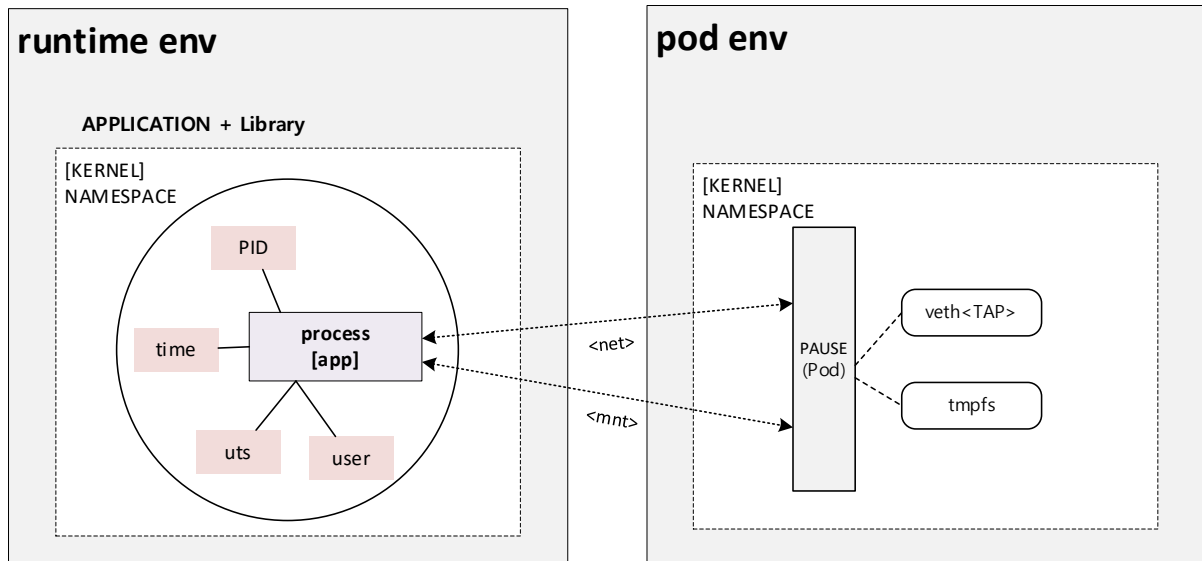 runtime env
APPLICATION + Library
[KERNEL]
NAMESPACE
PID
time
process
[app]
uts
user
<net>
<mnt>
pod env
[KERNEL]
NAMESPACE
PAUSE
(Pod)
veth<TAP>
tmpfs